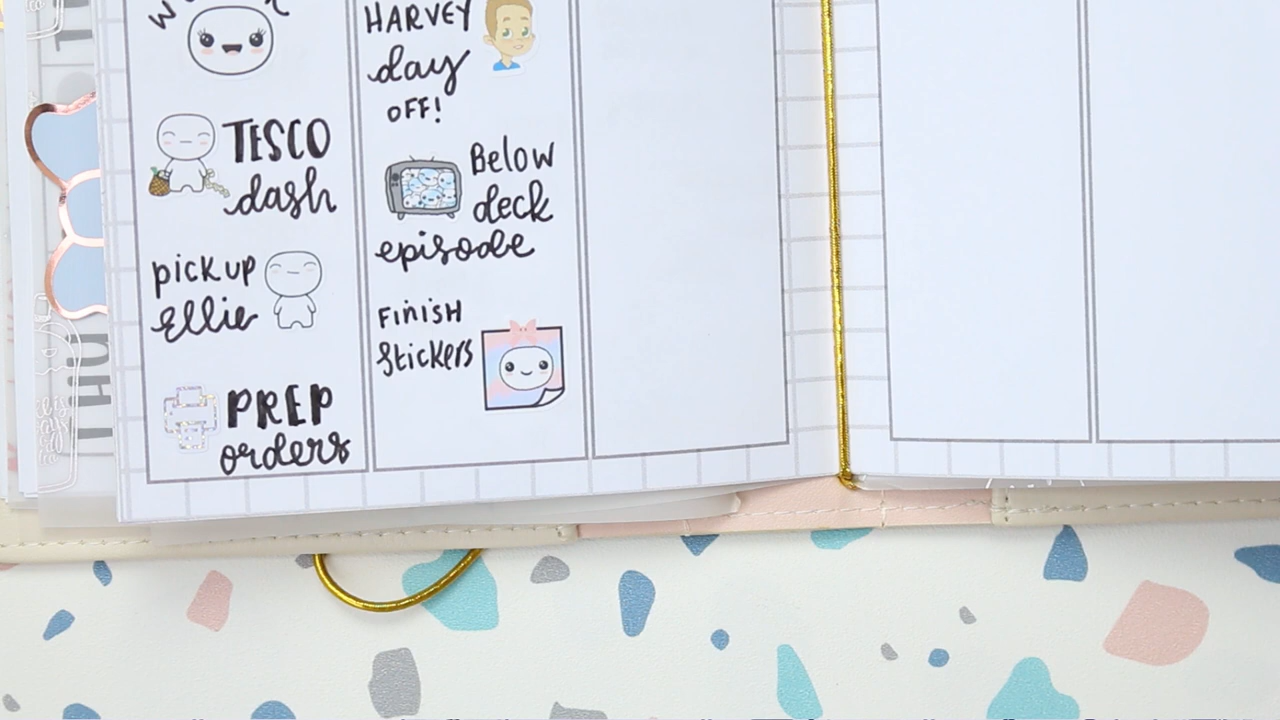 TESCO
dash
pick up
Ellie
PREP
orders
HARVEY
day
OFF!
Below
deck
episode
Finish
Stickers